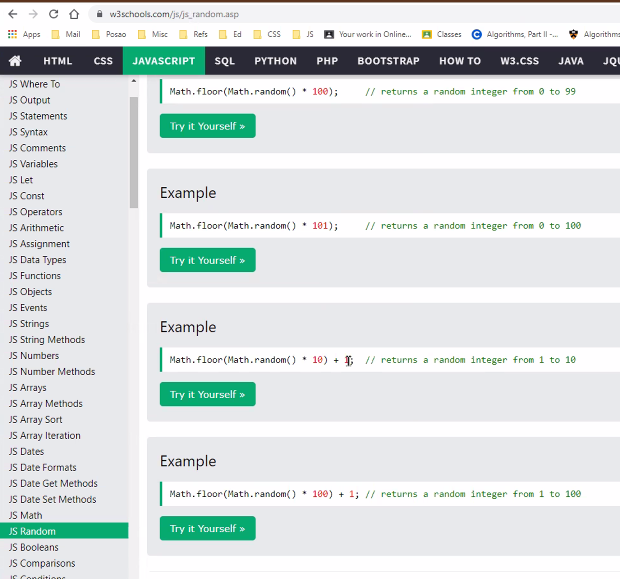 w3schools.com/js/js_random.asp
Apps Mail Posao Misc Refs Ed CSS JS Your work in Onlin... Classes Algorithms, Part II -... Algorithms
HTML CSS JAVASCRIPT SQL PYTHON PHP BOOTSTRAP HOW TO W3.CSS JAVA JQU
JS Where To
JS Output
JS Statements
JS Syntax
JS Comments
JS Variables
JS Let
JS Const
JS Operators
JS Arithmetic
JS Assignment
JS Data Types
JS Functions
JS Objects
JS Events
JS Strings
JS String Methods
JS Numbers
JS Number Methods
JS Arrays
JS Array Methods
JS Array Sort
JS Array Iteration
JS Dates
JS Date Formats
JS Date Get Methods
JS Date Set Methods
JS Math
JS Random
JS Booleans
JS Comparisons
JS Conditions
Math.floor(Math.random() * 100); // returns a random integer from 0 to 99
Try it Yourself »
Example
Math.floor(Math.random() * 101); // returns a random integer from 0 to 100
Try it Yourself »
Example
Math.floor(Math.random() * 10) + 1; // returns a random integer from 1 to 10
Try it Yourself »
Example
Math.floor(Math.random() * 100) + 1; // returns a random integer from 1 to 100
Try it Yourself »